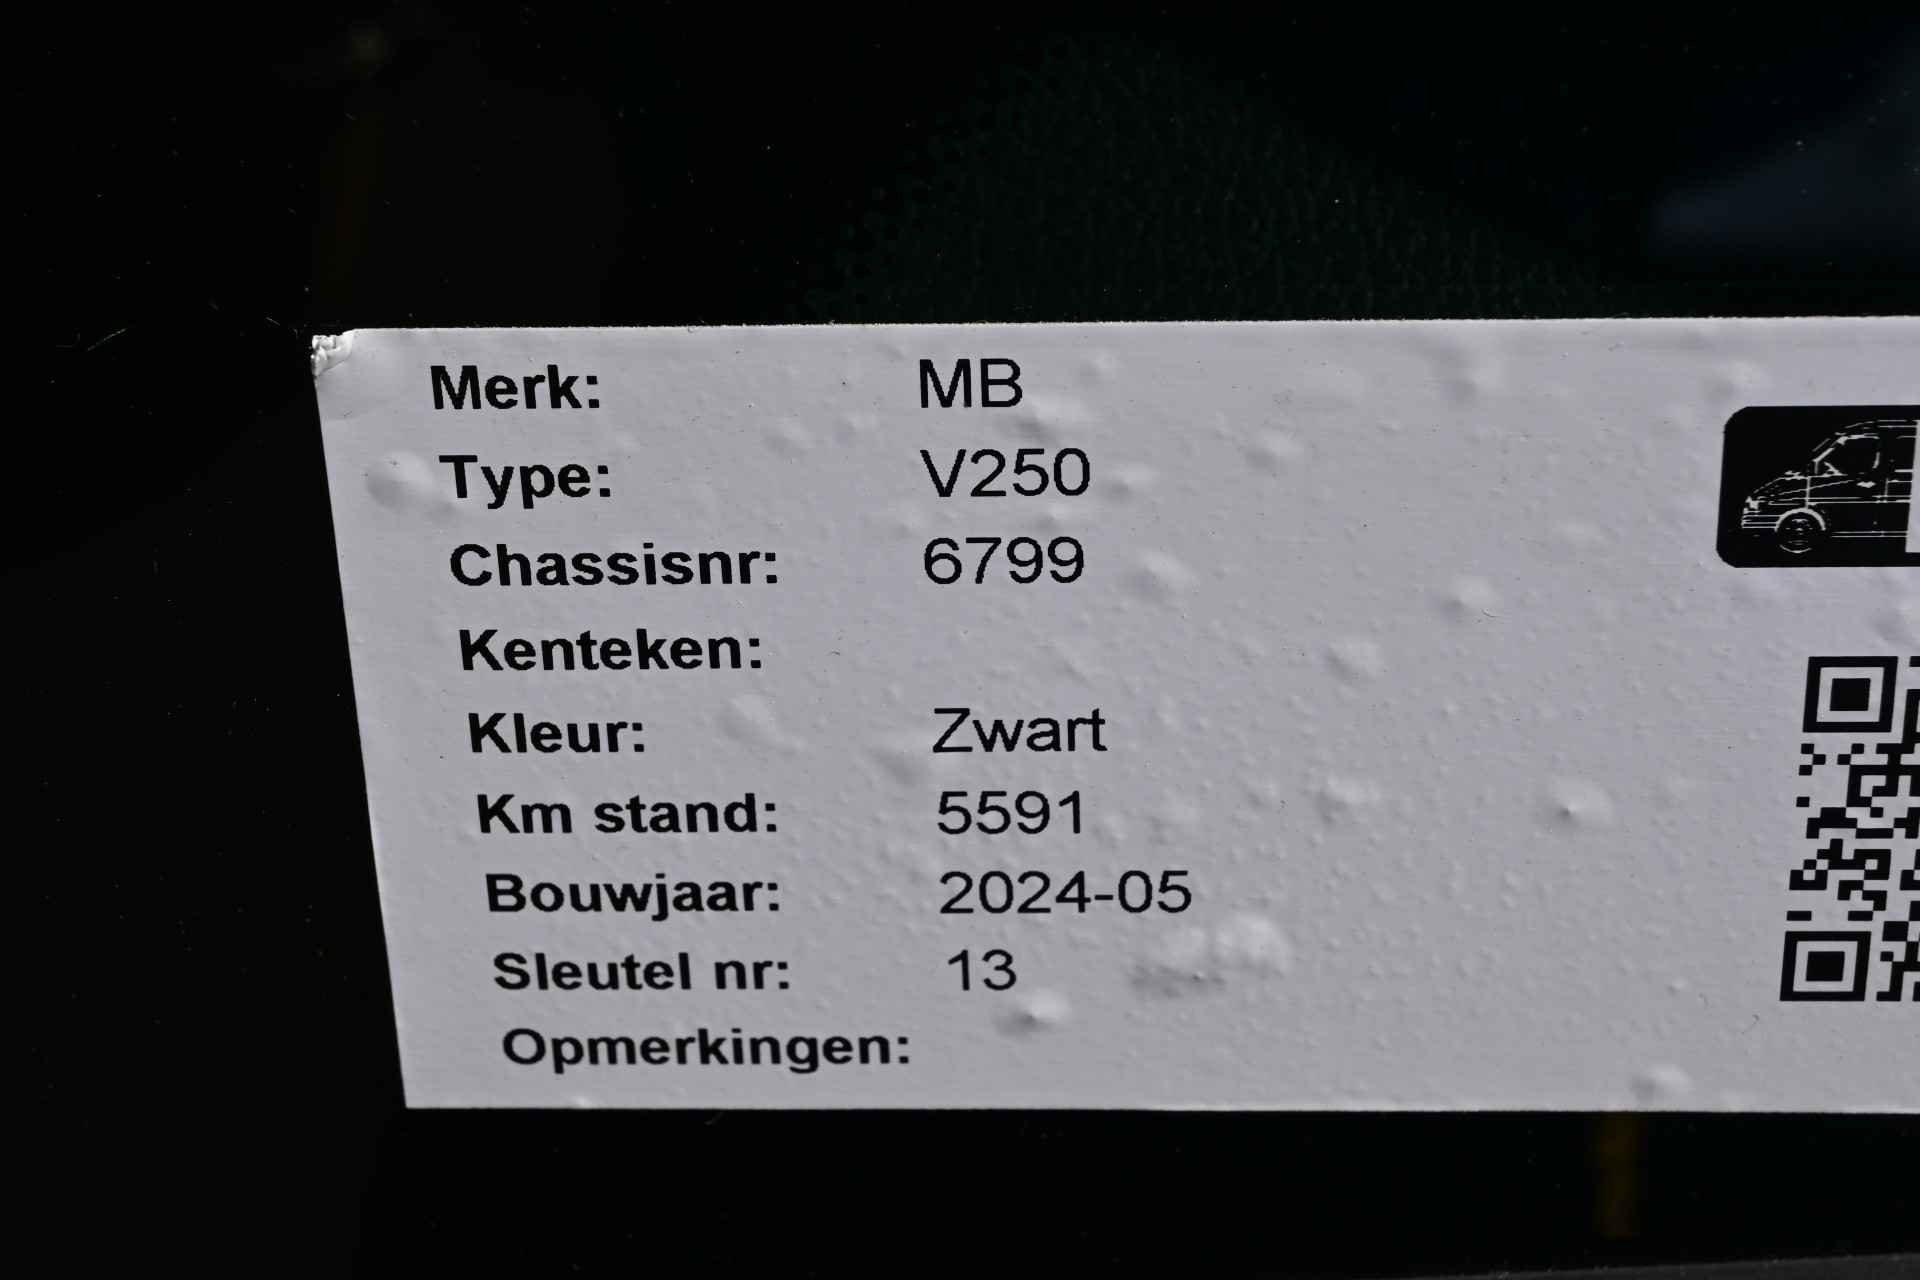 Merk: MB
Type: V250
Chassisnr: 6799
Kenteken:
Kleur: Zwart
Km stand: 5591
Bouwjaar: 2024-05
Sleutel nr: 13
Opmerkingen: